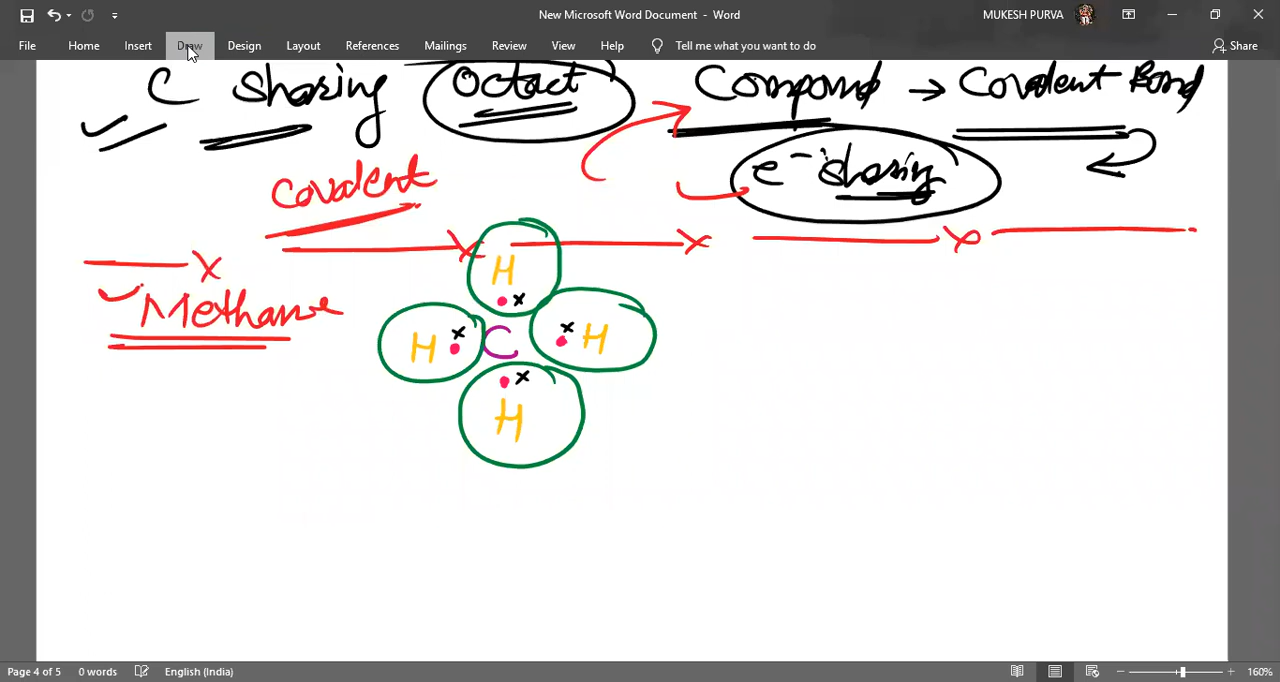 New Microsoft Word Document - Word
MUKESH PURVA
File Home Insert Draw Design Layout References Mailings Review View Help Tell me what you want to do Share
C sharing Octact Compound → Covalent Bond
e⁻ sharing
Covalent
Methane
H
H C H
H
Page 4 of 5 0 words English (India) 160%